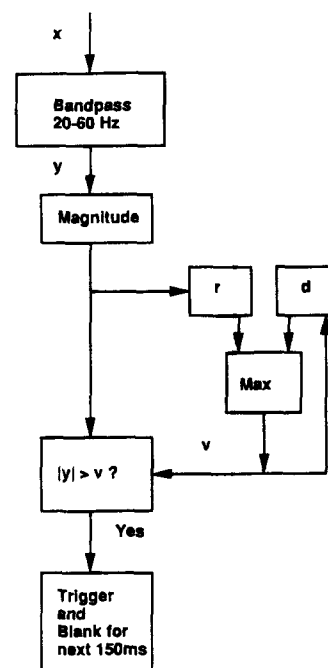 x
Bandpass
20-60 Hz
y
Magnitude
r
d
Max
v
|y| > v ?
Yes
Trigger
and
Blank for
next 150ms